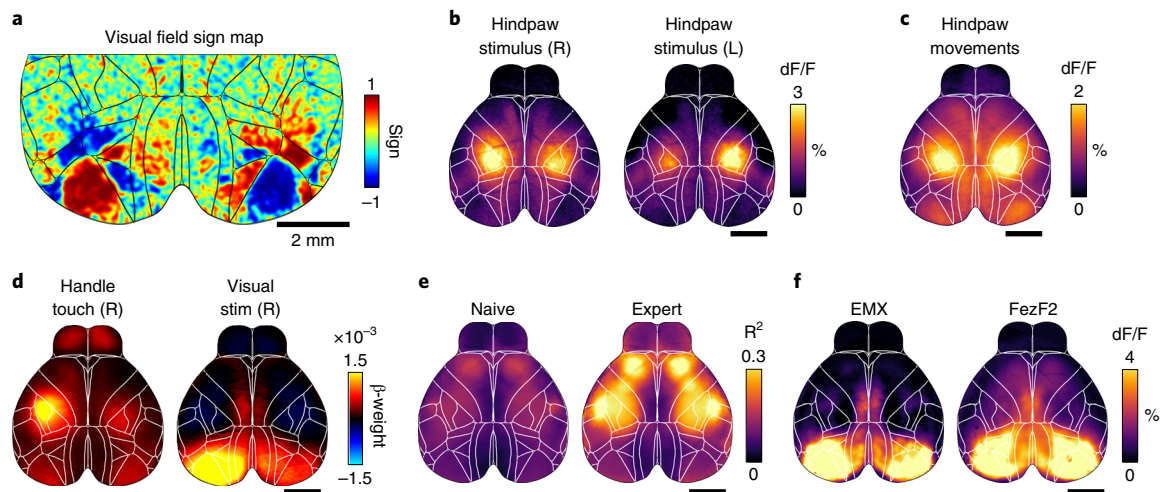 a
Visual field sign map
1
Sign
−1
2 mm
b
Hindpaw
stimulus (R)
Hindpaw
stimulus (L)
dF/F
3
%
0
c
Hindpaw
movements
dF/F
2
%
0
d
Handle
touch (R)
Visual
stim (R)
×10−3
1.5
β-weight
−1.5
e
Naive
Expert
R2
0.3
0
f
EMX
FezF2
dF/F
4
%
0